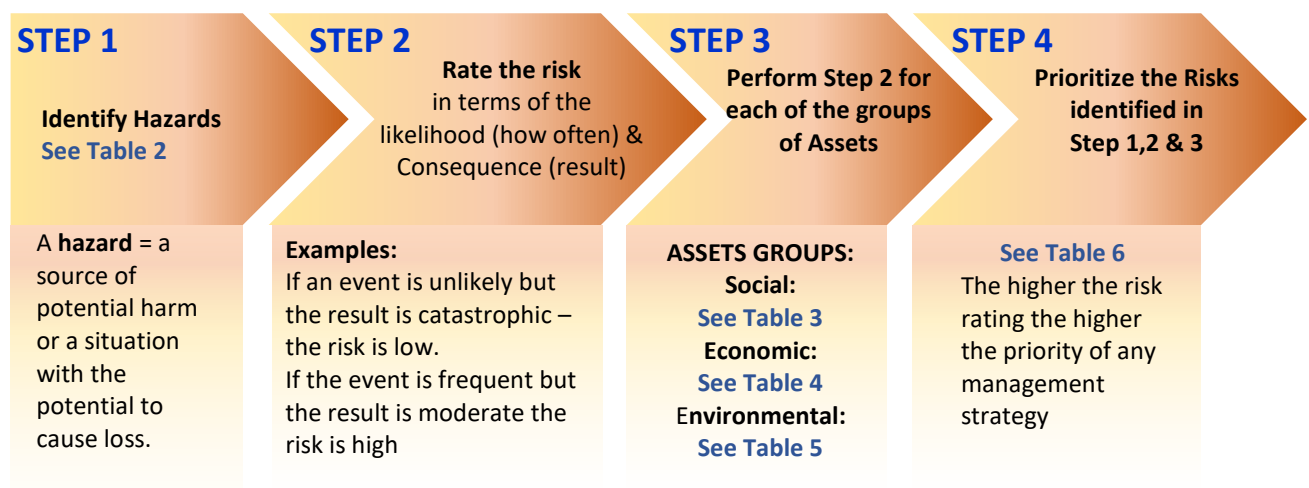 STEP 1
Identify Hazards
See Table 2
A hazard = a
source of
potential harm
or a situation
with the
potential to
cause loss.
STEP 2
Rate the risk
in terms of the
likelihood (how often) &
Consequence (result)
Examples:
If an event is unlikely but
the result is catastrophic –
the risk is low.
If the event is frequent but
the result is moderate the
risk is high
STEP 3
Perform Step 2 for
each of the groups
of Assets
ASSETS GROUPS:
Social:
See Table 3
Economic:
See Table 4
Environmental:
See Table 5
STEP 4
Prioritize the Risks
identified in
Step 1,2 & 3
See Table 6
The higher the risk
rating the higher
the priority of any
management
strategy